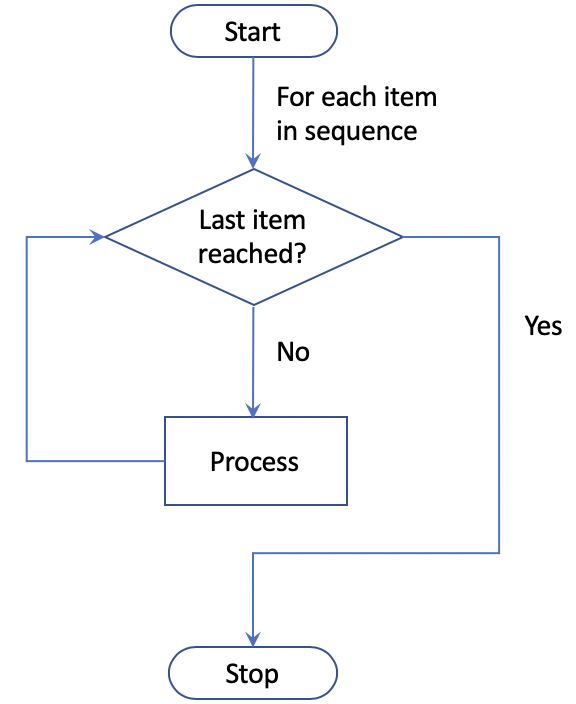 Start
For each item
in sequence
Last item
reached?
Yes
No
Process
Stop